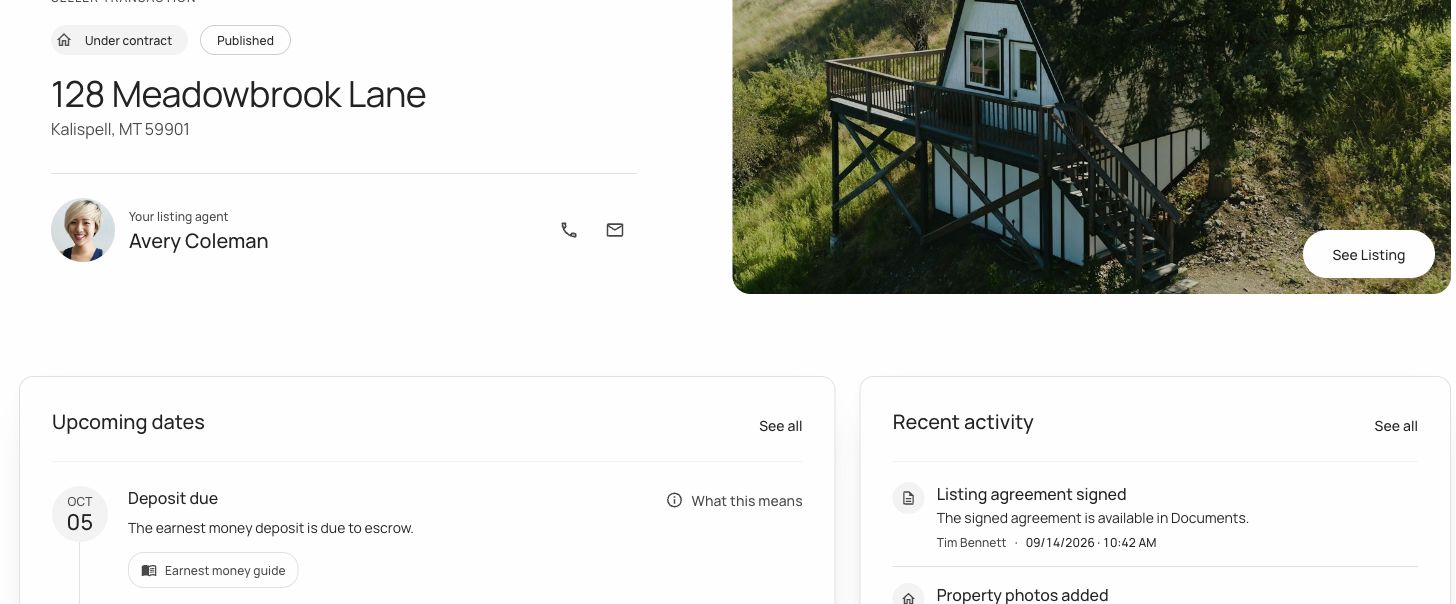 Under contract
Published
128 Meadowbrook Lane
Kalispell, MT 59901
Your listing agent
Avery Coleman
See Listing
Upcoming dates
See all
OCT
05
Deposit due
What this means
The earnest money deposit is due to escrow.
Earnest money guide
Recent activity
See all
Listing agreement signed
The signed agreement is available in Documents.
Tim Bennett · 09/14/2026 · 10:42 AM
Property photos added